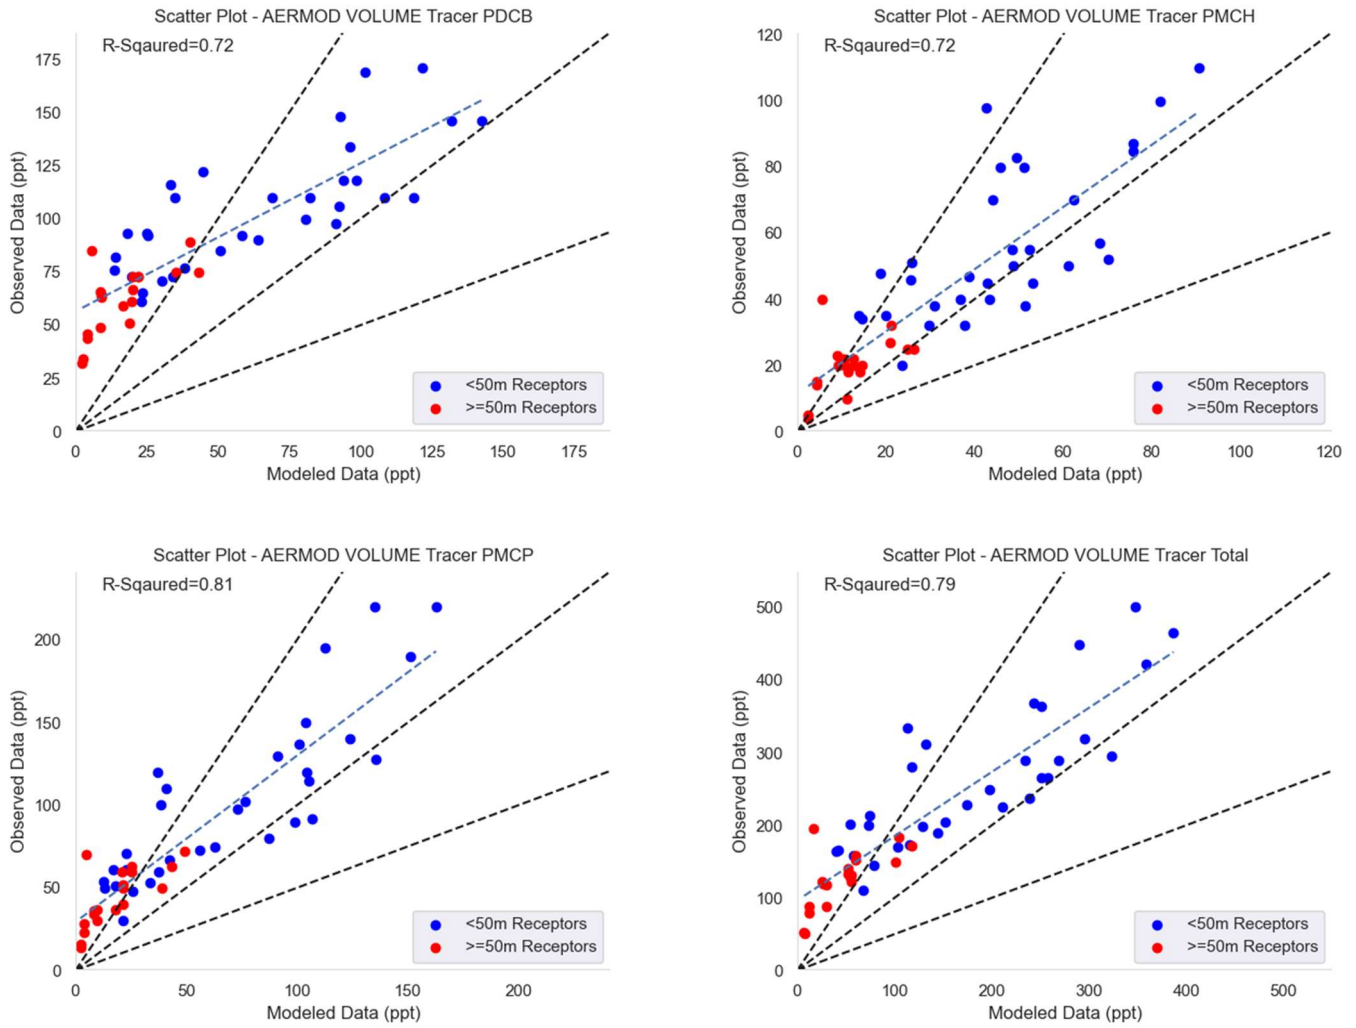 Scatter Plot - AERMOD VOLUME Tracer PDCB
R-Sqaured=0.72
175
150
125
100
75
50
25
0
Observed Data (ppt)
<50m Receptors
>=50m Receptors
0 25 50 75 100 125 150 175
Modeled Data (ppt)
Scatter Plot - AERMOD VOLUME Tracer PMCH
R-Sqaured=0.72
120
100
80
60
40
20
0
Observed Data (ppt)
<50m Receptors
>=50m Receptors
0 20 40 60 80 100 120
Modeled Data (ppt)
Scatter Plot - AERMOD VOLUME Tracer PMCP
R-Sqaured=0.81
200
150
100
50
0
Observed Data (ppt)
<50m Receptors
>=50m Receptors
0 50 100 150 200
Modeled Data (ppt)
Scatter Plot - AERMOD VOLUME Tracer Total
R-Sqaured=0.79
500
400
300
200
100
0
Observed Data (ppt)
<50m Receptors
>=50m Receptors
0 100 200 300 400 500
Modeled Data (ppt)